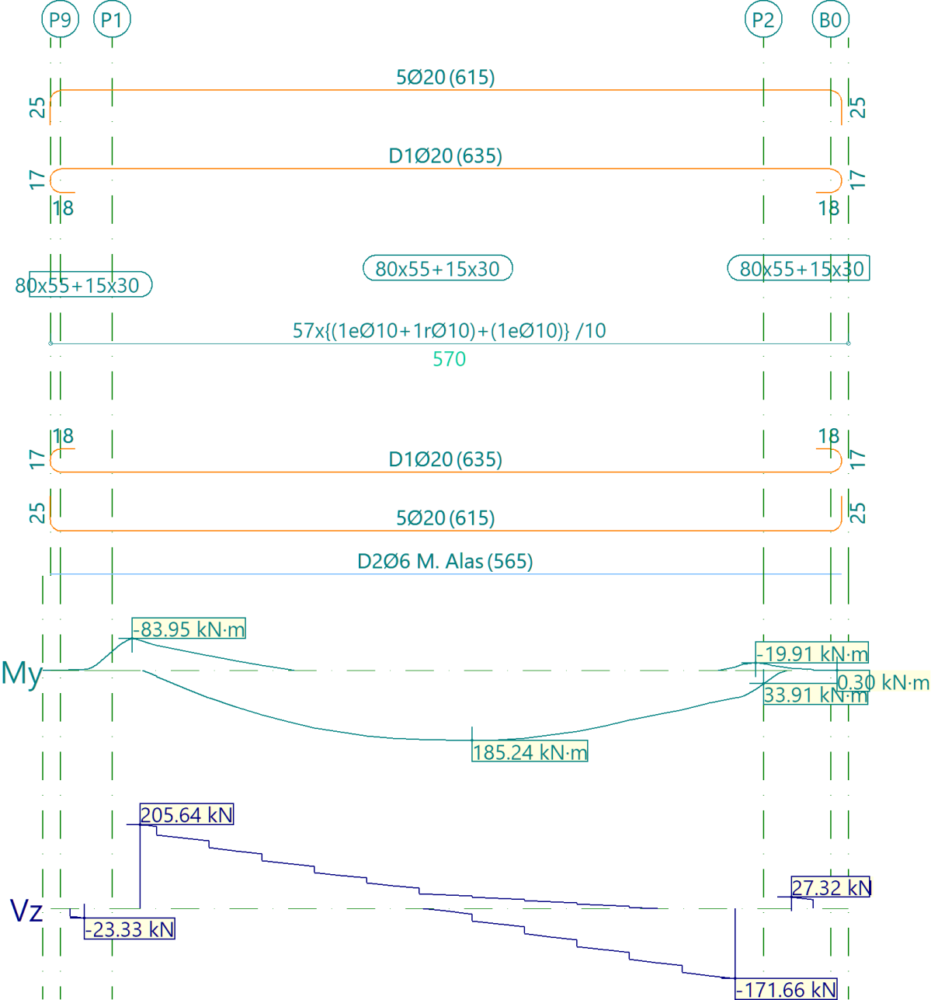 P9 P1 P2 B0
5Ø20 (615)
25 25
D1Ø20 (635)
17 17
18 18
80x55+15x30 80x55+15x30 80x55+15x30
57x{(1eØ10+1rØ10)+(1eØ10)} /10
570
18 18
17 17
D1Ø20 (635)
25 25
5Ø20 (615)
D2Ø6 M. Alas (565)
-83.95 kN·m
-19.91 kN·m
My
0.30 kN·m
33.91 kN·m
185.24 kN·m
205.64 kN
27.32 kN
Vz
-23.33 kN
-171.66 kN